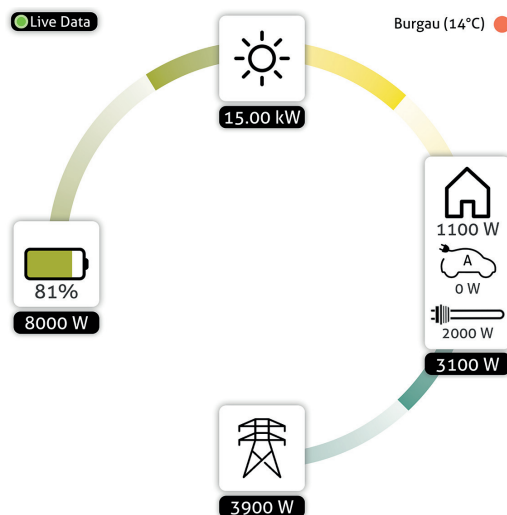 Live Data
Burgau (14°C)
15.00 kW
1100 W
A
0 W
81%
8000 W
2000 W
3100 W
3900 W